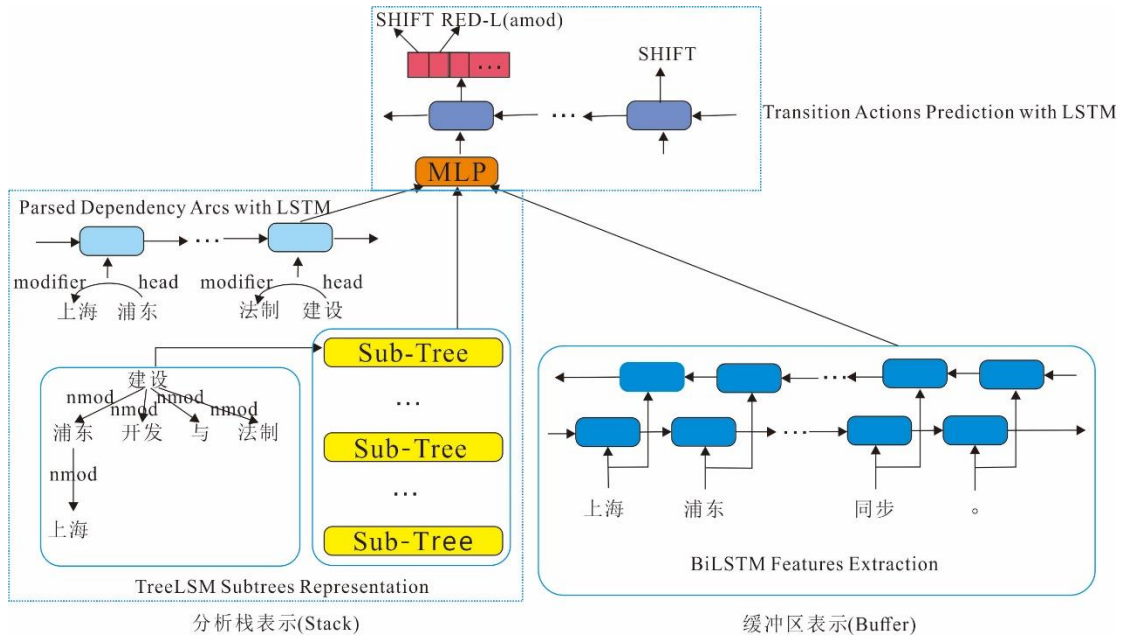 SHIFT RED-L(amod)
...
SHIFT
...
Transition Actions Prediction with LSTM
MLP
Parsed Dependency Arcs with LSTM
...
modifier head modifier head
上海 浦东 法制 建设
Sub-Tree
建设
nmod nmod nmod nmod
浦东 开发 与 法制
...
Sub-Tree
nmod
...
上海
Sub-Tree
TreeLSM Subtrees Representation
分析栈表示(Stack)
...
...
上海 浦东 同步 。
BiLSTM Features Extraction
缓冲区表示(Buffer)